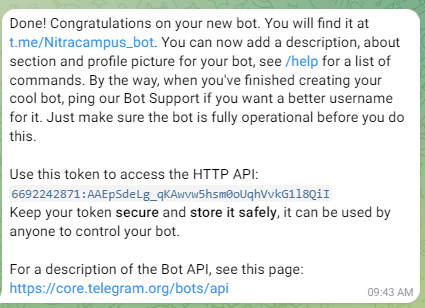 Done! Congratulations on your new bot. You will find it at
t.me/Nitracampus_bot. You can now add a description, about
section and profile picture for your bot, see /help for a list of
commands. By the way, when you've finished creating your
cool bot, ping our Bot Support if you want a better username
for it. Just make sure the bot is fully operational before you do
this.

Use this token to access the HTTP API:
6692242871:AAEpSdeLg_qKAwvw5hsm0oUqhVvkG1l8QiI
Keep your token secure and store it safely, it can be used by
anyone to control your bot.

For a description of the Bot API, see this page:
https://core.telegram.org/bots/api
09:43 AM